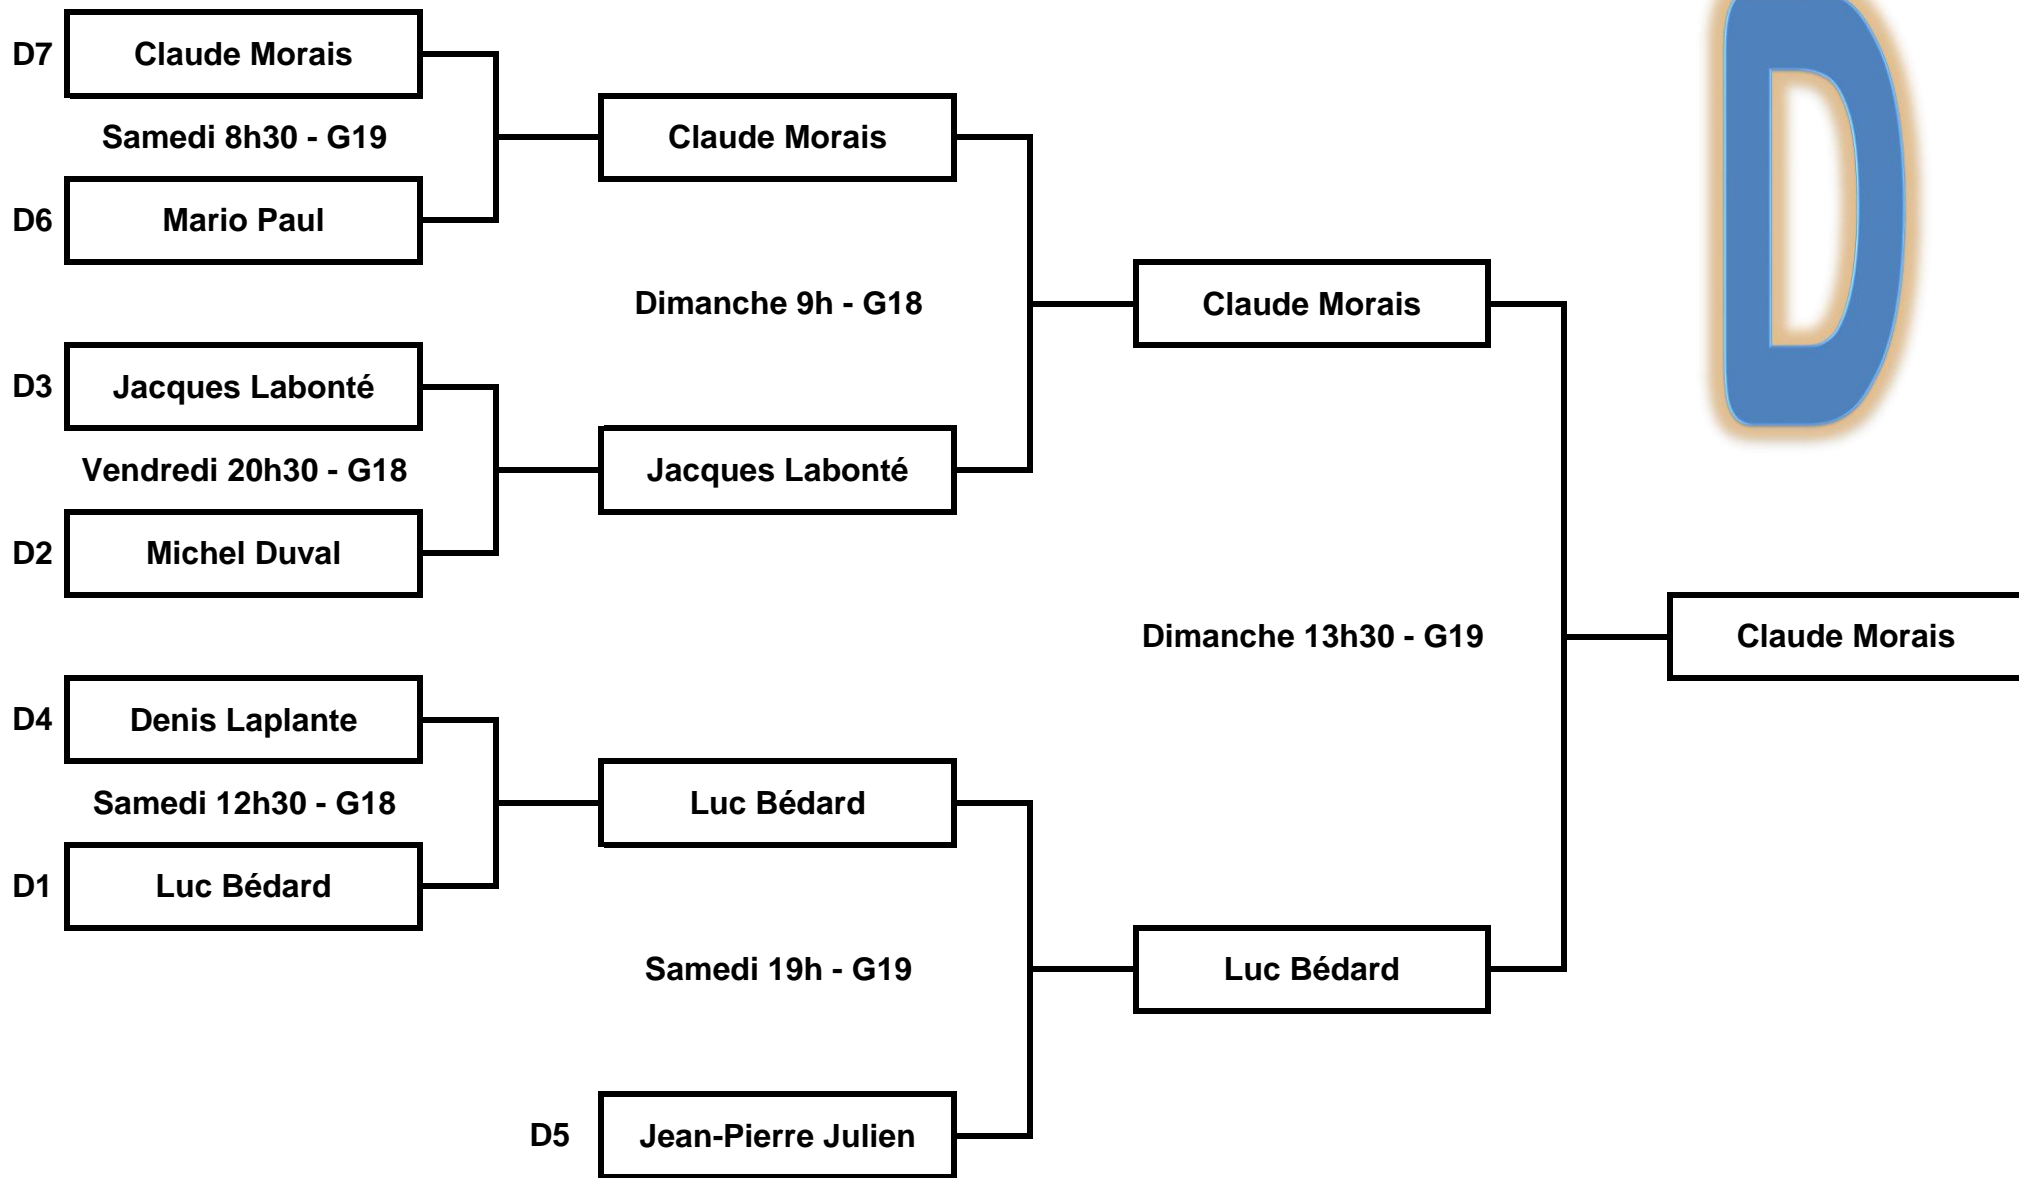 D
D7
Claude Morais
Samedi 8h30 - G19
Claude Morais
D6
Mario Paul
Dimanche 9h - G18
Claude Morais
D3
Jacques Labonté
Vendredi 20h30 - G18
Jacques Labonté
D2
Michel Duval
Dimanche 13h30 - G19
Claude Morais
D4
Denis Laplante
Samedi 12h30 - G18
Luc Bédard
D1
Luc Bédard
Samedi 19h - G19
Luc Bédard
D5
Jean-Pierre Julien